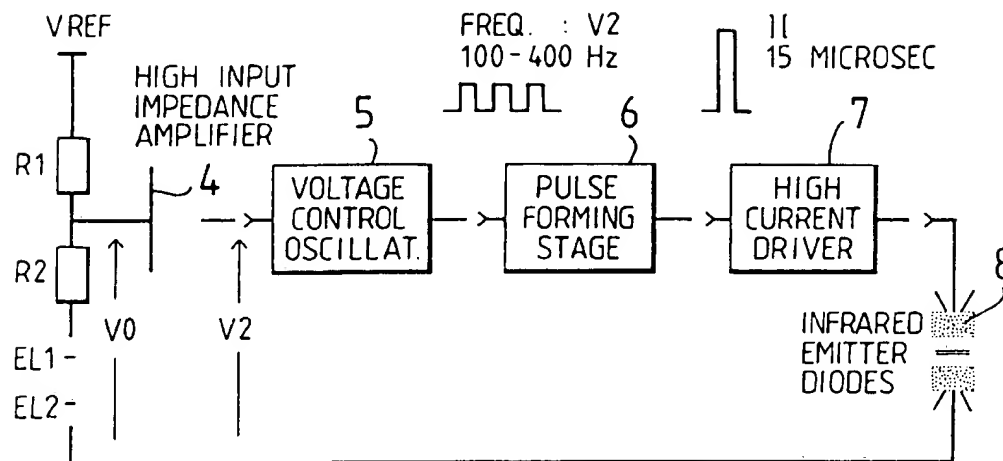 VREF
HIGH INPUT
IMPEDANCE
AMPLIFIER
R1
4
R2
V0
V2
EL1
EL2
FREQ. : V2
100-400 Hz
5
VOLTAGE
CONTROL
OSCILLAT.
6
PULSE
FORMING
STAGE
II
15 MICROSEC
7
HIGH
CURRENT
DRIVER
8
INFRARED
EMITTER
DIODES